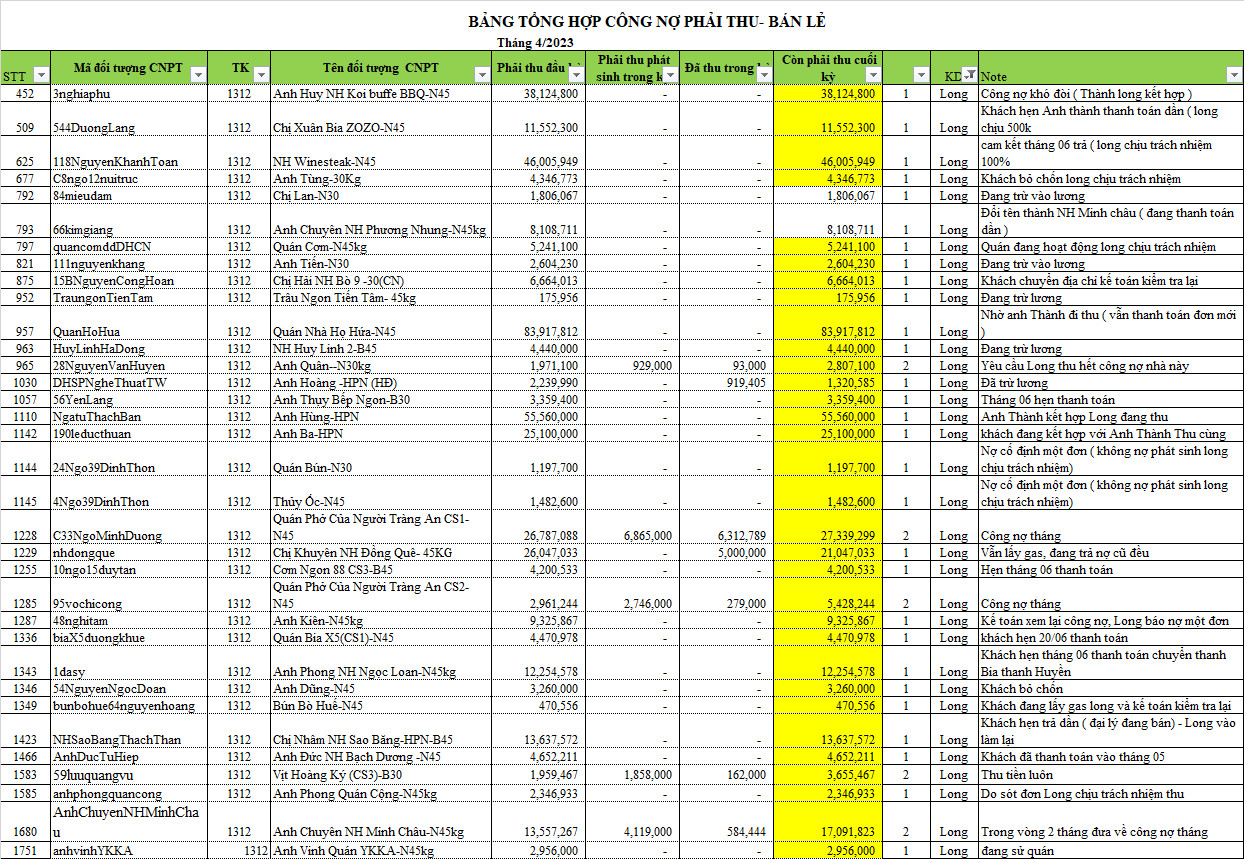 BẢNG TỔNG HỢP CÔNG NỢ PHẢI THU- BÁN LẺ
Tháng 4/2023
STT Mã đối tượng CNPT TK Tên đối tượng CNPT Phải thu đầu Phải thu phát sinh trong k Đã thu trong Còn phải thu cuối kỳ KD Note
452 3nghiaphu 1312 Anh Huy NH Koi buffe BBQ-N45 38,124,800 - - 38,124,800 1 Long Công nợ khó đòi ( Thành long kết hợp )
509 544DuongLang 1312 Chị Xuân Bia ZOZO-N45 11,552,300 - - 11,552,300 1 Long Khách hẹn Anh thành thanh toán dần ( long chịu 500k
625 118NguyenKhanhToan 1312 NH Winesteak-N45 46,005,949 - - 46,005,949 1 Long cam kết tháng 06 trả ( long chịu trách nhiệm 100%
677 C8ngo12nuitruc 1312 Anh Tùng-30Kg 4,346,773 - - 4,346,773 1 Long Khách bỏ chốn long chịu trách nhiệm
792 84mieudam 1312 Chị Lan-N30 1,806,067 - - 1,806,067 1 Long Đang trừ vào lương
793 66kimgiang 1312 Anh Chuyên NH Phương Nhung-N45kg 8,108,711 - - 8,108,711 1 Long Đổi tên thành NH Minh châu ( đang thanh toán dần )
797 quancomddDHCN 1312 Quán Cơm-N45kg 5,241,100 - - 5,241,100 1 Long Quán đang hoạt động long chịu trách nhiệm
821 111nguyenkhang 1312 Anh Tiến-N30 2,604,230 - - 2,604,230 1 Long Đang trừ vào lương
875 15BNguyenCongHoan 1312 Chị Hải NH Bò 9 -30(CN) 6,664,013 - - 6,664,013 1 Long Khách chuyển địa chỉ kế toán kiểm tra lại
952 TraungonTienTam 1312 Trâu Ngon Tiến Tâm- 45kg 175,956 - - 175,956 1 Long Đang trừ lương
957 QuanHoHua 1312 Quán Nhà Họ Hứa-N45 83,917,812 - - 83,917,812 1 Long Nhờ anh Thành đi thu ( vẫn thanh toán đơn mới )
963 HuyLinhHaDong 1312 NH Huy Linh 2-B45 4,440,000 - - 4,440,000 1 Long Đang trừ lương
965 28NguyenVanHuyen 1312 Anh Quân--N30kg 1,971,100 929,000 93,000 2,807,100 2 Long Yêu cầu Long thu hết công nợ nhà này
1030 DHSPNgheThuatTW 1312 Anh Hoàng -HPN (HĐ) 2,239,990 - 919,405 1,320,585 1 Long Đã trừ lương
1057 56YenLang 1312 Anh Thụy Bếp Ngon-B30 3,359,400 - - 3,359,400 1 Long Tháng 06 hẹn thanh toán
1110 NgatuThachBan 1312 Anh Hùng-HPN 55,560,000 - - 55,560,000 1 Long Anh Thành kết hợp Long đang thu
1142 190leducthuan 1312 Anh Ba-HPN 25,100,000 - - 25,100,000 1 Long khách đang kết hợp với Anh Thành Thu cùng
1144 24Ngo39DinhThon 1312 Quán Bún-N30 1,197,700 - - 1,197,700 1 Long Nợ cố định một đơn ( không nợ phát sinh long chịu trách nhiệm)
1145 4Ngo39DinhThon 1312 Thủy Ốc-N45 1,482,600 - - 1,482,600 1 Long Nợ cố định một đơn ( không nợ phát sinh long chịu trách nhiệm)
1228 C33NgoMinhDuong 1312 Quán Phở Của Người Tràng An CS1-N45 26,787,088 6,865,000 6,312,789 27,339,299 2 Long Công nợ tháng
1229 nhdongque 1312 Chị Khuyên NH Đồng Quê- 45KG 26,047,033 - 5,000,000 21,047,033 1 Long Vẫn lấy gas, đang trả nợ cũ đều
1255 10ngo15duytan 1312 Cơm Ngon 88 CS3-B45 4,200,533 - - 4,200,533 1 Long Hẹn tháng 06 thanh toán
1285 95vochicong 1312 Quán Phở Của Người Tràng An CS2-N45 2,961,244 2,746,000 279,000 5,428,244 2 Long Công nợ tháng
1287 48nghitam 1312 Anh Kiên-N45kg 9,325,867 - - 9,325,867 1 Long Kế toán xem lại công nợ, Long báo nợ một đơn
1336 biaX5duongkhue 1312 Quán Bia X5(CS1)-N45 4,470,978 - - 4,470,978 1 Long khách hẹn 20/06 thanh toán
1343 1dasy 1312 Anh Phong NH Ngọc Loan-N45kg 12,254,578 - - 12,254,578 1 Long Khách hẹn tháng 06 thanh toán chuyển thanh Bia thanh Huyền
1346 54NguyenNgocDoan 1312 Anh Dũng-N45 3,260,000 - - 3,260,000 1 Long Khách bỏ chốn
1349 bunbohue64nguyenhoang 1312 Bún Bò Huế-N45 470,556 - - 470,556 1 Long Khách đang lấy gas long và kế toán kiểm tra lại
1423 NHSaoBangThachThan 1312 Chị Nhâm NH Sao Băng-HPN-B45 13,637,572 - - 13,637,572 1 Long Khách hẹn trả dần ( đại lý đang bán) - Long vào làm lại
1466 AnhDucTuHiep 1312 Anh Đức NH Bạch Dương -N45 4,652,211 - - 4,652,211 1 Long Khách đã thanh toán vào tháng 05
1583 59luuquangvu 1312 Vịt Hoàng Ký (CS3)-B30 1,959,467 1,858,000 162,000 3,655,467 2 Long Thu tiền luôn
1585 anhphongquancong 1312 Anh Phong Quán Cộng-N45kg 2,346,933 - - 2,346,933 1 Long Do sót đơn Long chịu trách nhiệm thu
1680 AnhChuyenNHMinhChau 1312 Anh Chuyên NH Minh Châu-N45kg 13,557,267 4,119,000 584,444 17,091,823 2 Long Trong vòng 2 tháng đưa về công nợ tháng
1751 anhvinhYKKA 1312 Anh Vinh Quán YKKA-N45kg 2,956,000 - - 2,956,000 1 Long đang sử quán